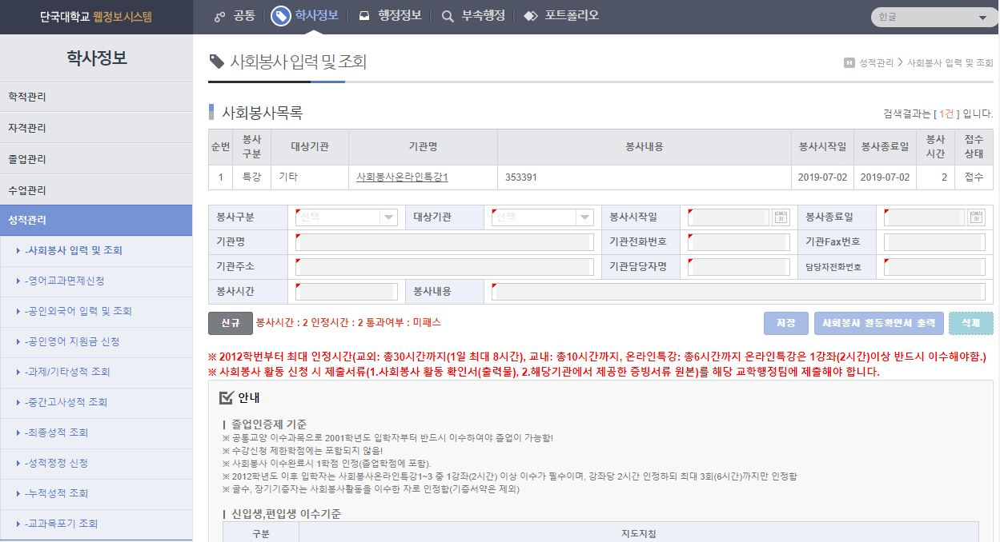 단국대학교 웹정보시스템
공통 학사정보 행정정보 부속행정 포트폴리오
한글
학사정보
학적관리
자격관리
졸업관리
수업관리
성적관리
-사회봉사 입력 및 조회
-영어교과면제신청
-공인외국어 입력 및 조회
-공인영어 지원금 신청
-과제/기타성적 조회
-중간고사성적 조회
-최종성적 조회
-성적정정 신청
-누적성적 조회
-교과목포기 조회
사회봉사 입력 및 조회
H 성적관리 > 사회봉사 입력 및 조회
사회봉사목록
검색결과는 [ 1건 ] 입니다.
순번 봉사구분 대상기관 기관명 봉사내용 봉사시작일 봉사종료일 봉사시간 접수상태
1 특강 기타 사회봉사온라인특강1 353391 2019-07-02 2019-07-02 2 접수
봉사구분 선택 대상기관 선택 봉사시작일 31 봉사종료일 31
기관명 기관전화번호 기관Fax번호
기관주소 기관담당자명 담당자전화번호
봉사시간 봉사내용
신규 봉사시간 : 2 인정시간 : 2 통과여부 : 미패스
저장 사회봉사 활동확인서 출력 삭제
※ 2012학번부터 최대 인정시간(교외: 총30시간까지(1일 최대 8시간), 교내: 총10시간까지, 온라인특강: 총6시간까지 온라인특강은 1강좌(2시간)이상 반드시 이수해야함.)
※ 사회봉사 활동 신청 시 제출서류(1.사회봉사 활동 확인서(출력물), 2.해당기관에서 제공한 증빙서류 원본)를 해당 교학행정팀에 제출해야 합니다.
안내
| 졸업인증제 기준
※ 공통교양 이수과목으로 2001학년도 입학자부터 반드시 이수하여야 졸업이 가능함!
※ 수강신청 제한학점에는 포함되지 않음!
※ 사회봉사 이수완료시 1학점 인정(졸업학점에 포함).
※ 2012학년도 이후 입학자는 사회봉사온라인특강1~3 중 1강좌(2시간) 이상 이수가 필수이며, 강좌당 2시간 인정하되 최대 3회(6시간)까지만 인정함
※ 골수, 장기기증자는 사회봉사활동을 이수한 자로 인정함(기증서약은 제외)
| 신입생,편입생 이수기준
구분 지도지침